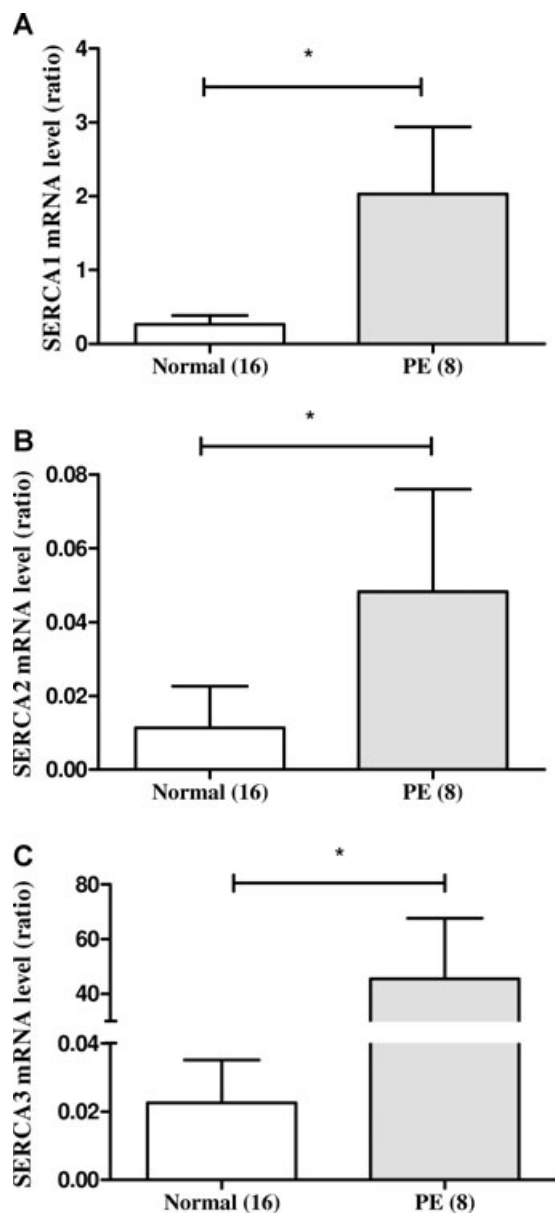 A
SERCA1 mRNA level (ratio)
4
3
2
1
0
*
Normal (16) PE (8)
B
SERCA2 mRNA level (ratio)
0.08
0.06
0.04
0.02
0.00
*
Normal (16) PE (8)
C
SERCA3 mRNA level (ratio)
80
60
40
0.04
0.02
0.00
*
Normal (16) PE (8)